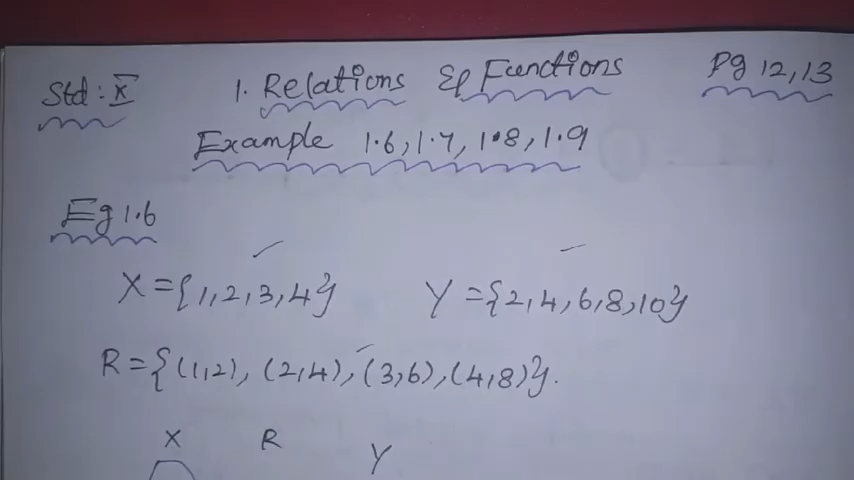 Std: X 1. Relations & Functions Pg 12,13
Example 1.6, 1.7, 1.8, 1.9
Eg 1.6
X = {1,2,3,4} Y = {2,4,6,8,10}
R = {(1,2), (2,4), (3,6), (4,8)}.
X R Y